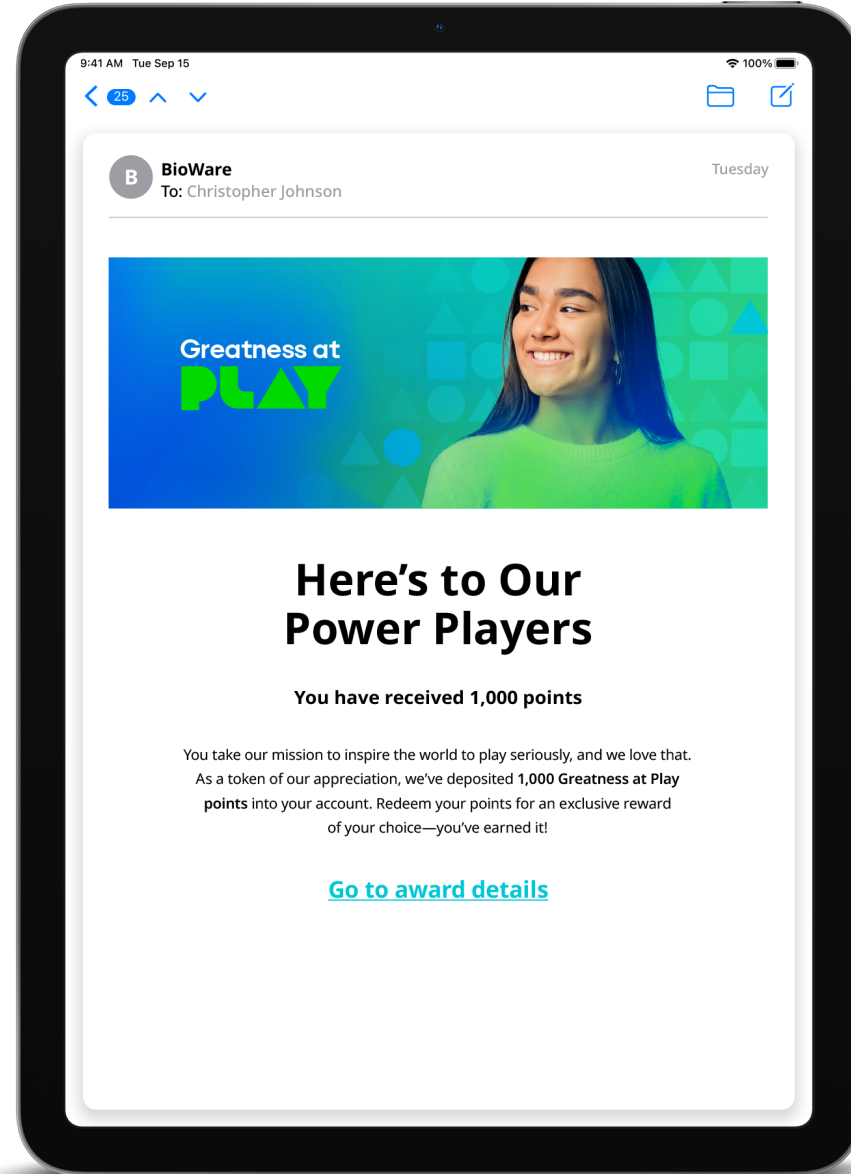 9:41 AM Tue Sep 15
100%
25
B
BioWare
Tuesday
To: Christopher Johnson
Greatness at
PLAY
Here’s to Our
Power Players
You have received 1,000 points
You take our mission to inspire the world to play seriously, and we love that.
As a token of our appreciation, we’ve deposited 1,000 Greatness at Play
points into your account. Redeem your points for an exclusive reward
of your choice—you’ve earned it!
Go to award details